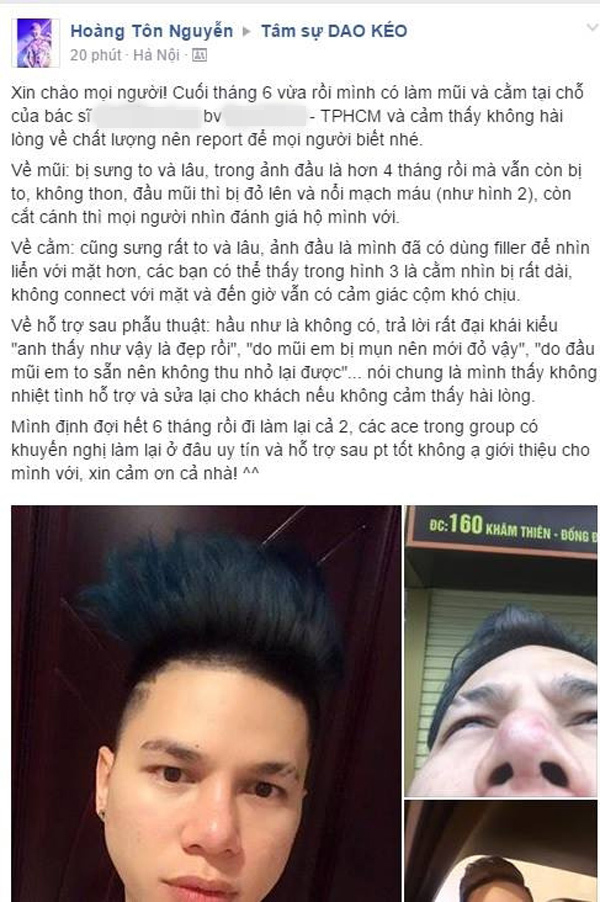 Hoàng Tôn Nguyễn ▸ Tâm sự DAO KÉO
20 phút · Hà Nội ·
Xin chào mọi người! Cuối tháng 6 vừa rồi mình có làm mũi và cằm tại chỗ
của bác sĩ bv - TPHCM và cảm thấy không hài
lòng về chất lượng nên report để mọi người biết nhé.
Về mũi: bị sưng to và lâu, trong ảnh đầu là hơn 4 tháng rồi mà vẫn còn bị
to, không thon, đầu mũi thì bị đỏ lên và nổi mạch máu (như hình 2), còn
cắt cánh thì mọi người nhìn đánh giá hộ mình với.
Về cằm: cũng sưng rất to và lâu, ảnh đầu là mình đã có dùng filler để nhìn
liền với mặt hơn, các bạn có thể thấy trong hình 3 là cằm nhìn bị rất dài,
không connect với mặt và đến giờ vẫn có cảm giác cộm khó chịu.
Về hỗ trợ sau phẫu thuật: hầu như là không có, trả lời rất đại khái kiểu
"anh thấy như vậy là đẹp rồi", "do mũi em bị mụn nên mới đỏ vậy", "do đầu
mũi em to sẵn nên không thu nhỏ lại được"... nói chung là mình thấy không
nhiệt tình hỗ trợ và sửa lại cho khách nếu không cảm thấy hài lòng.
Mình định đợi hết 6 tháng rồi đi làm lại cả 2, các ace trong group có
khuyến nghị làm lại ở đâu uy tín và hỗ trợ sau pt tốt không ạ giới thiệu cho
mình với, xin cảm ơn cả nhà! ^^
ĐC: 160 KHÂM THIÊN - ĐỐNG Đ